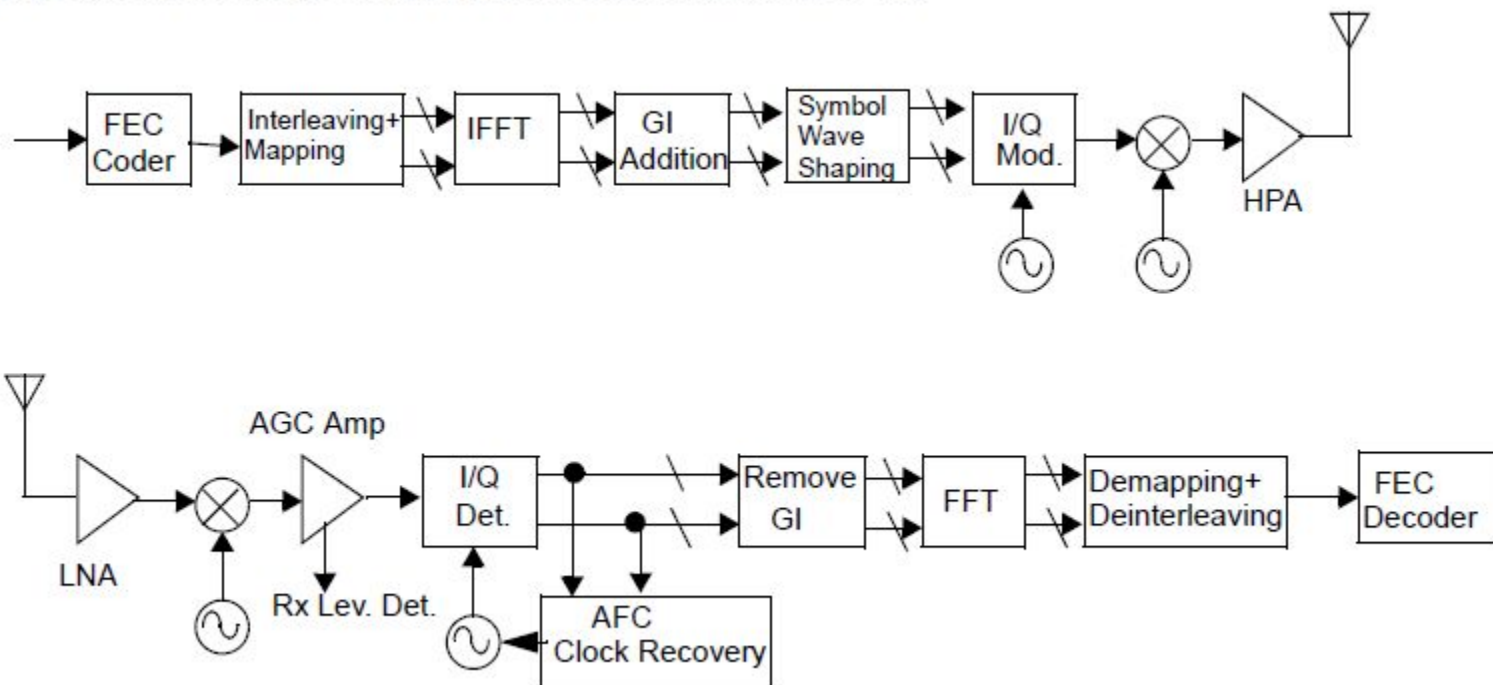 FEC
Coder
Interleaving+
Mapping
IFFT
GI
Addition
Symbol
Wave
Shaping
I/Q
Mod.
HPA
AGC Amp
LNA
Rx Lev. Det.
I/Q
Det.
AFC
Clock Recovery
Remove
GI
FFT
Demapping+
Deinterleaving
FEC
Decoder